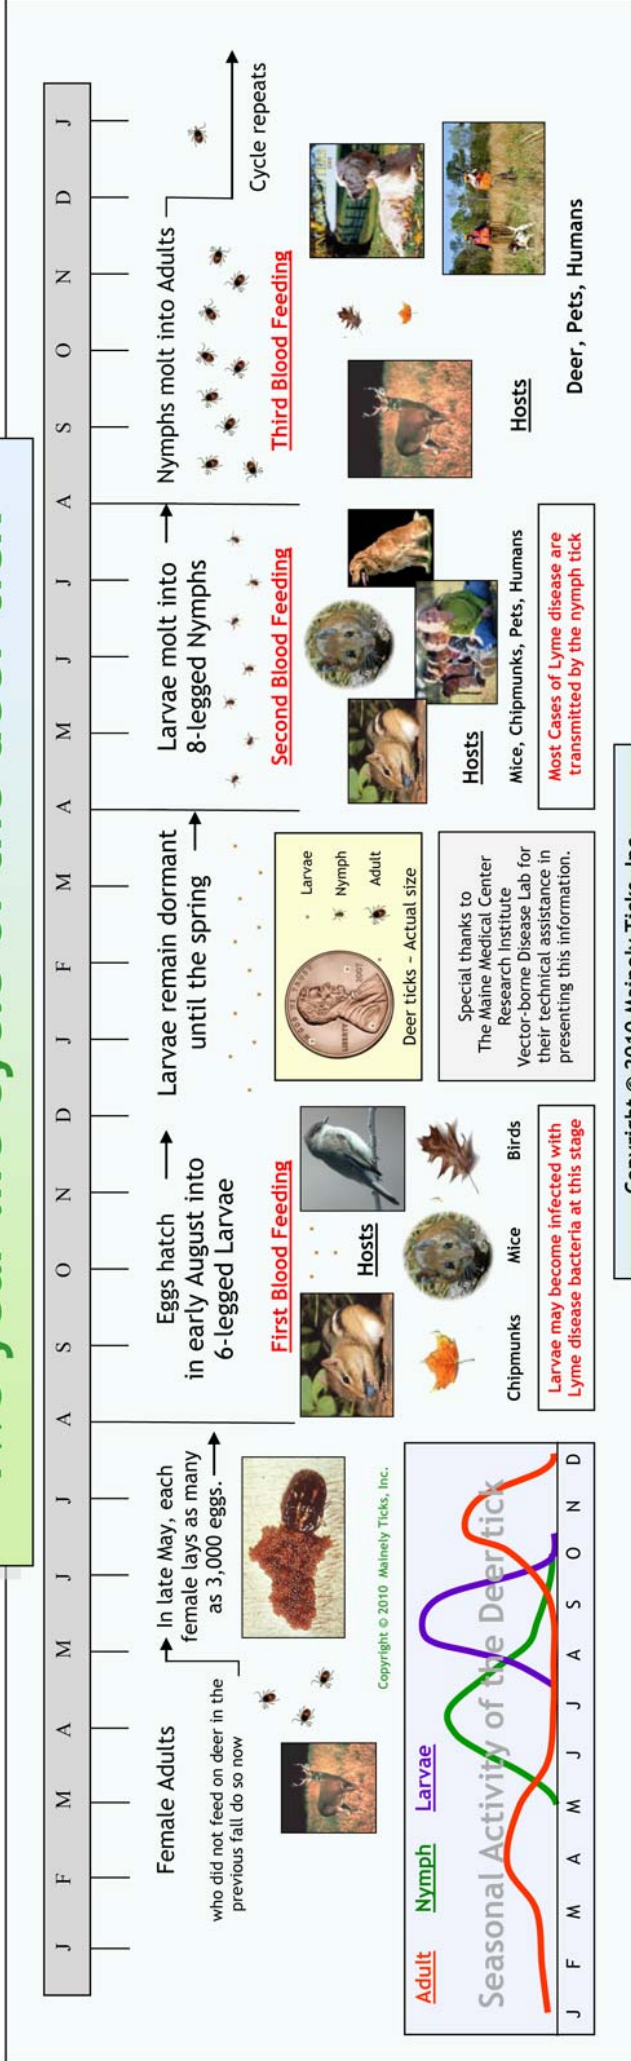 J F M A M J J A S O N D J F M A M J J A S O N D J
Female Adults
who did not feed on deer in the
previous fall do so now
In late May, each
female lays as many
as 3,000 eggs.
Copyright © 2010 Mainely Ticks, Inc.
Adult Nymph Larvae
Seasonal Activity of the Deer tick
J F M A M J J A S O N D
Eggs hatch
in early August into
6-legged Larvae
First Blood Feeding
Hosts
Chipmunks Mice Birds
Larvae may become infected with
Lyme disease bacteria at this stage
Larvae remain dormant
until the spring
LIBERTY
2007
Larvae
Nymph
Adult
Deer ticks - Actual size
Special thanks to
The Maine Medical Center
Research Institute
Vector-borne Disease Lab for
their technical assistance in
presenting this information.
Larvae molt into
8-legged Nymphs
Second Blood Feeding
Hosts
Mice, Chipmunks, Pets, Humans
Most Cases of Lyme disease are
transmitted by the nymph tick
Nymphs molt into Adults
Third Blood Feeding
Hosts
Deer, Pets, Humans
Cycle repeats
Copyright © 2010 Mainely Ticks, Inc.